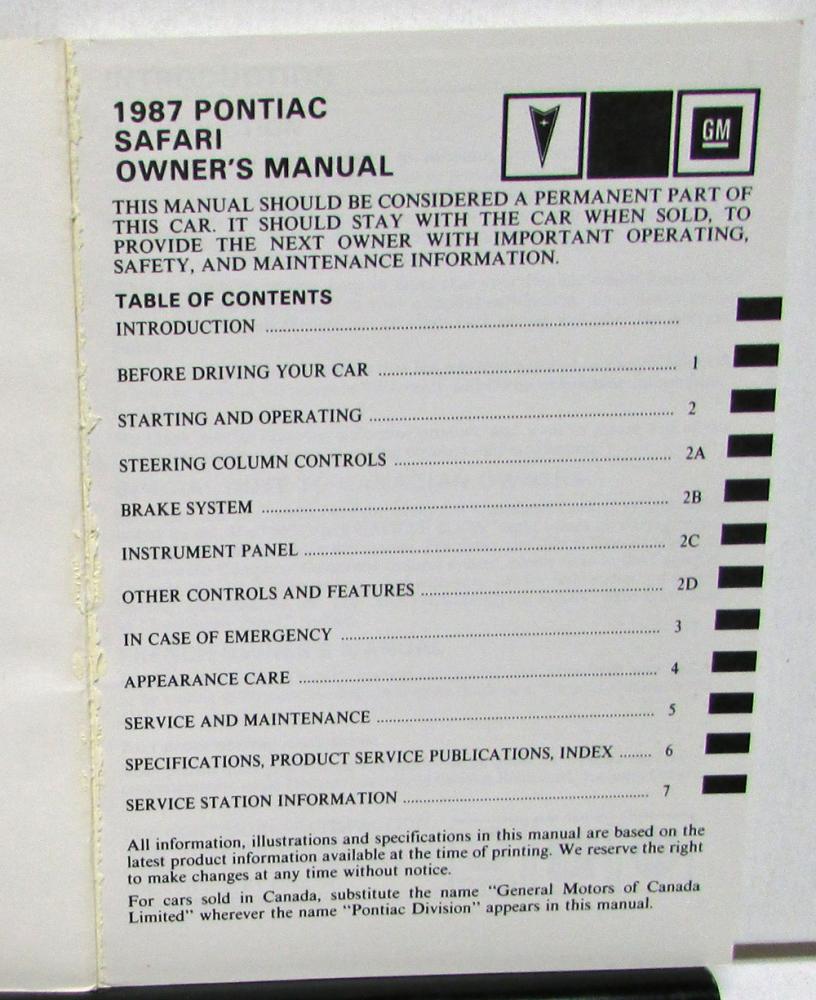 1987 PONTIAC
SAFARI
OWNER'S MANUAL
GM
THIS MANUAL SHOULD BE CONSIDERED A PERMANENT PART OF
THIS CAR. IT SHOULD STAY WITH THE CAR WHEN SOLD, TO
PROVIDE THE NEXT OWNER WITH IMPORTANT OPERATING,
SAFETY, AND MAINTENANCE INFORMATION.
TABLE OF CONTENTS
INTRODUCTION ................................................................
BEFORE DRIVING YOUR CAR ............................................ 1
STARTING AND OPERATING ............................................. 2
STEERING COLUMN CONTROLS ......................................... 2A
BRAKE SYSTEM .............................................................. 2B
INSTRUMENT PANEL ....................................................... 2C
OTHER CONTROLS AND FEATURES .................................... 2D
IN CASE OF EMERGENCY ................................................. 3
APPEARANCE CARE ........................................................ 4
SERVICE AND MAINTENANCE ........................................... 5
SPECIFICATIONS, PRODUCT SERVICE PUBLICATIONS, INDEX ........ 6
SERVICE STATION INFORMATION ....................................... 7
All information, illustrations and specifications in this manual are based on the
latest product information available at the time of printing. We reserve the right
to make changes at any time without notice.
For cars sold in Canada, substitute the name "General Motors of Canada
Limited" wherever the name "Pontiac Division" appears in this manual.